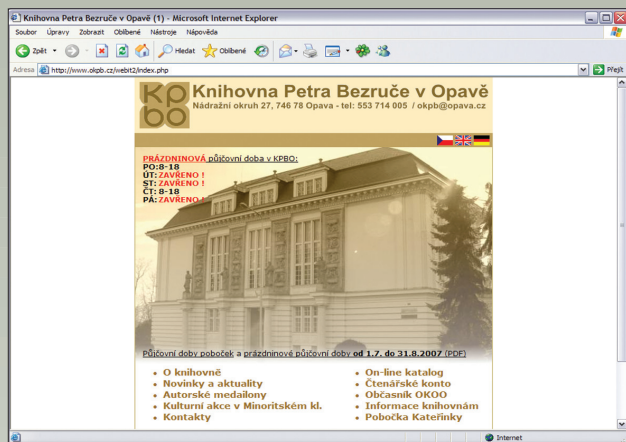 Knihovna Petra Bezruče v Opavě (1) - Microsoft Internet Explorer
Soubor Úpravy Zobrazit Oblíbené Nástroje Nápověda
Zpět Hledat Oblíbené
Adresa http://www.okpb.cz/webit2/index.php Přejít
kp
bo
Knihovna Petra Bezruče v Opavě
Nádražní okruh 27, 746 78 Opava - tel: 553 714 005 / okpb@opava.cz
PRÁZDNINOVÁ půjčovní doba v KPBO:
PO:8-18
ÚT: ZAVŘENO !
ST: ZAVŘENO !
ČT: 8-18
PÁ: ZAVŘENO !
Půjčovní doby poboček a prázdninové půjčovní doby od 1.7. do 31.8.2007 (PDF)
• O knihovně
• Novinky a aktuality
• Autorské medailony
• Kulturní akce v Minoritském kl.
• Kontakty
• On-line katalog
• Čtenářské konto
• Občasník OKOO
• Informace knihovnám
• Pobočka Kateřinky
Internet